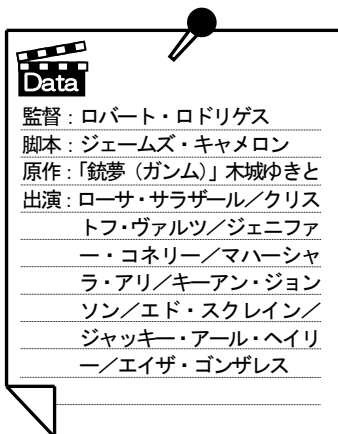 Data
監督：ロバート・ロドリゲス
脚本：ジェームズ・キャメロン
原作：「銃夢（ガンム）」木城ゆきと
出演：ローサ・サラザール／クリス
トフ・ヴァルツ／ジェニファ
ー・コネリー／マハーシャ
ラ・アリ／キーアン・ジョン
ソン／エド・スクレイン／
ジャッキー・アール・ヘイリ
ー／エイザ・ゴンザレス